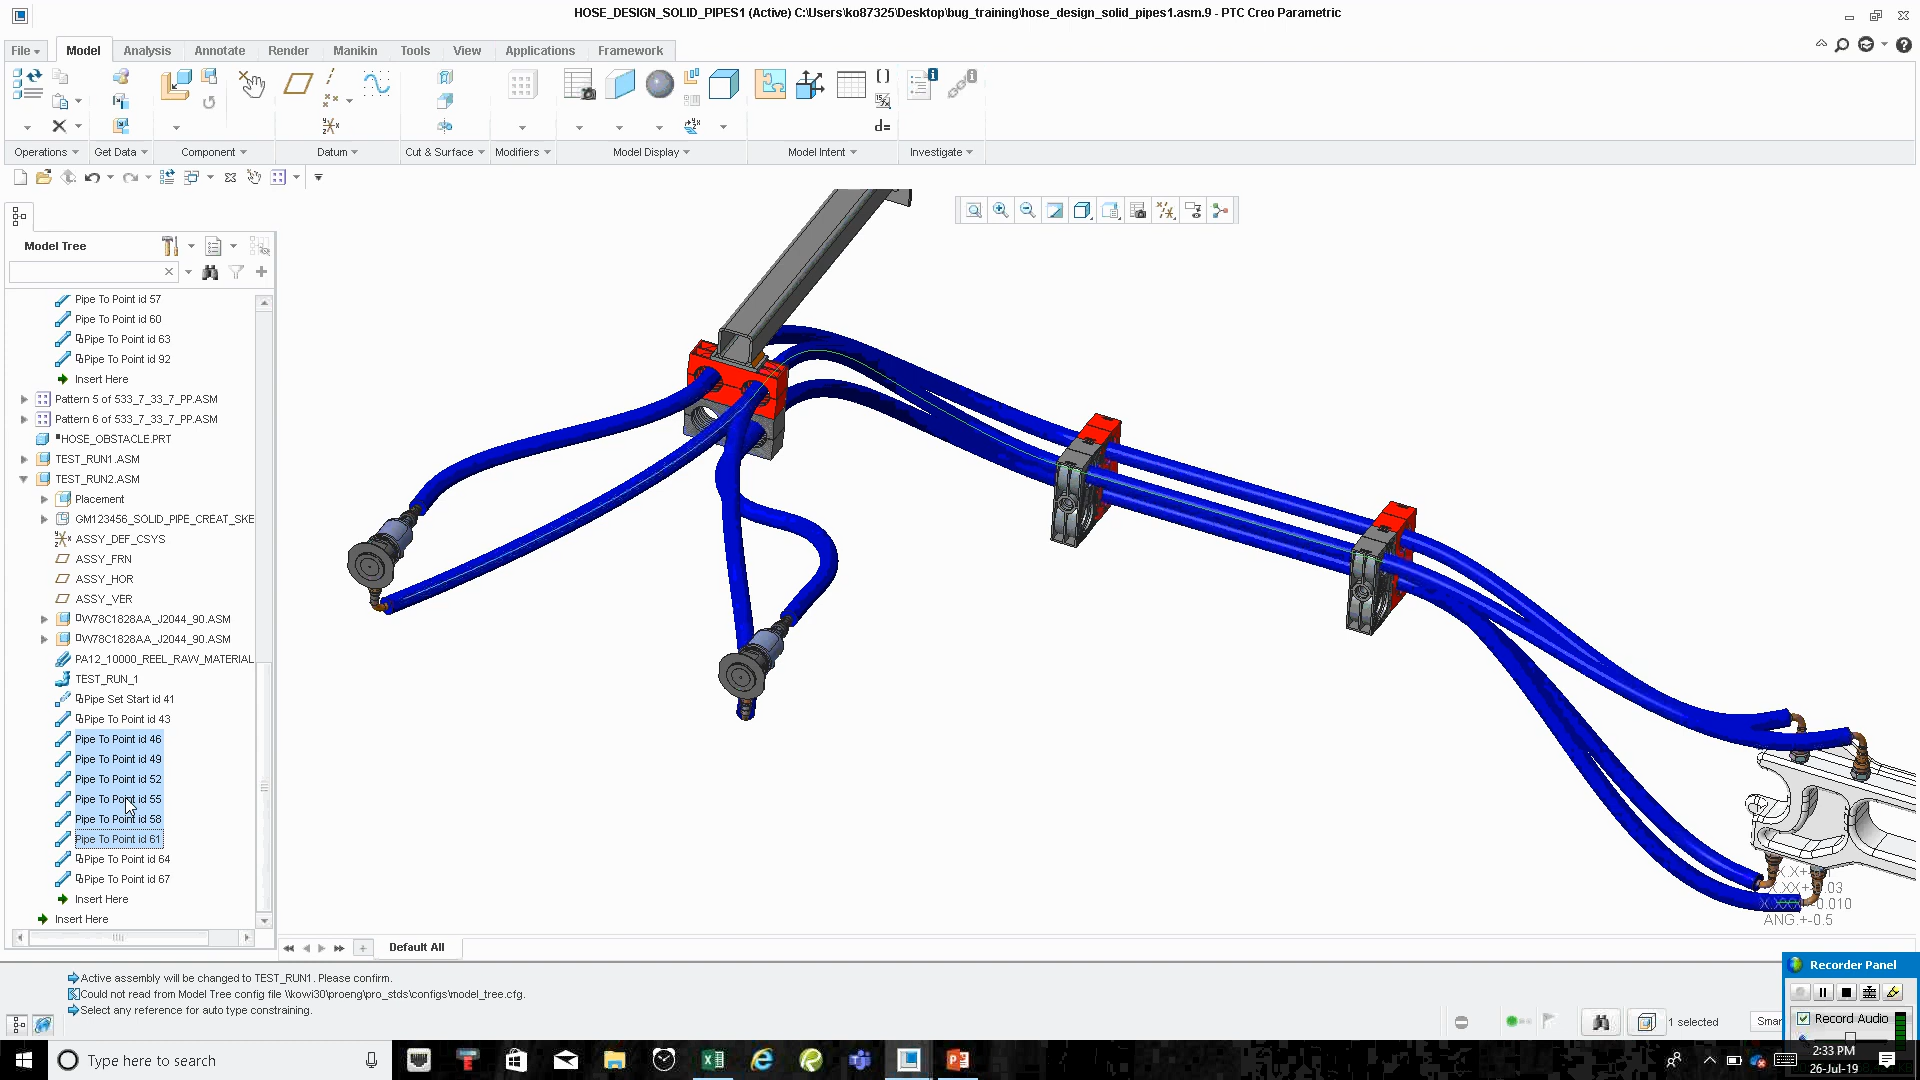 HOSE_DESIGN_SOLID_PIPES1 (Active) C:\Users\ko87325\Desktop\bug_training\hose_design_solid_pipes1.asm.9 - PTC Creo Parametric
File
Model
Analysis
Annotate
Render
Manikin
Tools
View
Applications
Framework
Operations
Get Data
Component
Datum
Cut & Surface
Modifiers
Model Display
Model Intent
Investigate
Model Tree
Pipe To Point id 57
Pipe To Point id 60
Pipe To Point id 63
Pipe To Point id 92
Insert Here
Pattern 5 of 533_7_33_7_PP.ASM
Pattern 6 of 533_7_33_7_PP.ASM
HOSE_OBSTACLE.PRT
TEST_RUN1.ASM
TEST_RUN2.ASM
Placement
GM123456_SOLID_PIPE_CREAT_SKE
ASSY_DEF_CSYS
ASSY_FRN
ASSY_HOR
ASSY_VER
W78C1828AA_J2044_90.ASM
W78C1828AA_J2044_90.ASM
PA12_10000_REEL_RAW_MATERIAL
TEST_RUN_1
Pipe Set Start id 41
Pipe To Point id 43
Pipe To Point id 46
Pipe To Point id 49
Pipe To Point id 52
Pipe To Point id 55
Pipe To Point id 58
Pipe To Point id 61
Pipe To Point id 64
Pipe To Point id 67
Insert Here
Insert Here
ANG.+-0.5
Default All
Active assembly will be changed to TEST_RUN1. Please confirm.
Could not read from Model Tree config file \\kowi30\proeng\pro_stds\configs\model_tree.cfg.
Select any reference for auto type constraining.
1 selected
Smar
Recorder Panel
Record Audio
Type here to search
2:33 PM
26-Jul-19